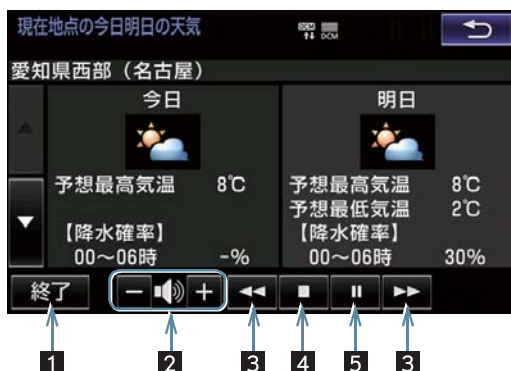 現在地点の今日明日の天気
DCM DCM
愛知県西部（名古屋）
今日
予想最高気温 8℃
【降水確率】
00～06時 -%
明日
予想最高気温 8℃
予想最低気温 2℃
【降水確率】
00～06時 30%
終了 － ＋
1 2 3 4 5 3